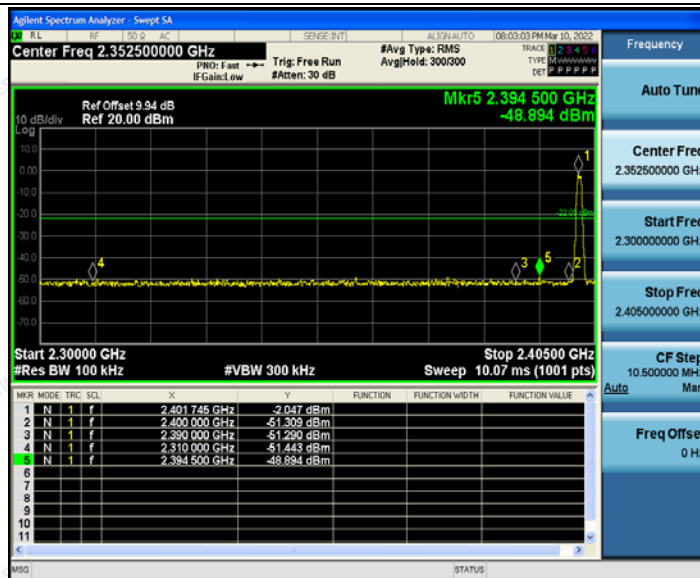 Agilent Spectrum Analyzer - Swept SA
RL RF 50 Ω AC SENSE:INT ALIGN AUTO 08:03:03 PM Mar 10, 2022
Center Freq 2.352500000 GHz
PNO: Fast
IFGain:Low
Trig: Free Run
#Atten: 30 dB
#Avg Type: RMS
Avg|Hold: 300/300
TRACE 1 2 3 4 5 6
TYPE M
DET P P P P P P
Ref Offset 9.94 dB
10 dB/div Ref 20.00 dBm
Log
Mkr5 2.394 500 GHz
-48.894 dBm
10.0
0.00
-10.0
-20.0
-30.0
-40.0
-50.0
-60.0
-70.0
1
4
3
5
2
Start 2.30000 GHz Stop 2.40500 GHz
#Res BW 100 kHz #VBW 300 kHz Sweep 10.07 ms (1001 pts)
MKR MODE TRC SCL X Y FUNCTION FUNCTION WIDTH FUNCTION VALUE
1 N 1 f 2.401 745 GHz -2.047 dBm
2 N 1 f 2.400 000 GHz -51.309 dBm
3 N 1 f 2.390 000 GHz -51.290 dBm
4 N 1 f 2.310 000 GHz -51.443 dBm
5 N 1 f 2.394 500 GHz -48.894 dBm
6
7
8
9
10
11
MSG STATUS
Frequency
Auto Tune
Center Freq
2.352500000 GHz
Start Freq
2.300000000 GHz
Stop Freq
2.405000000 GHz
CF Step
10.500000 MHz
Auto Man
Freq Offset
0 Hz